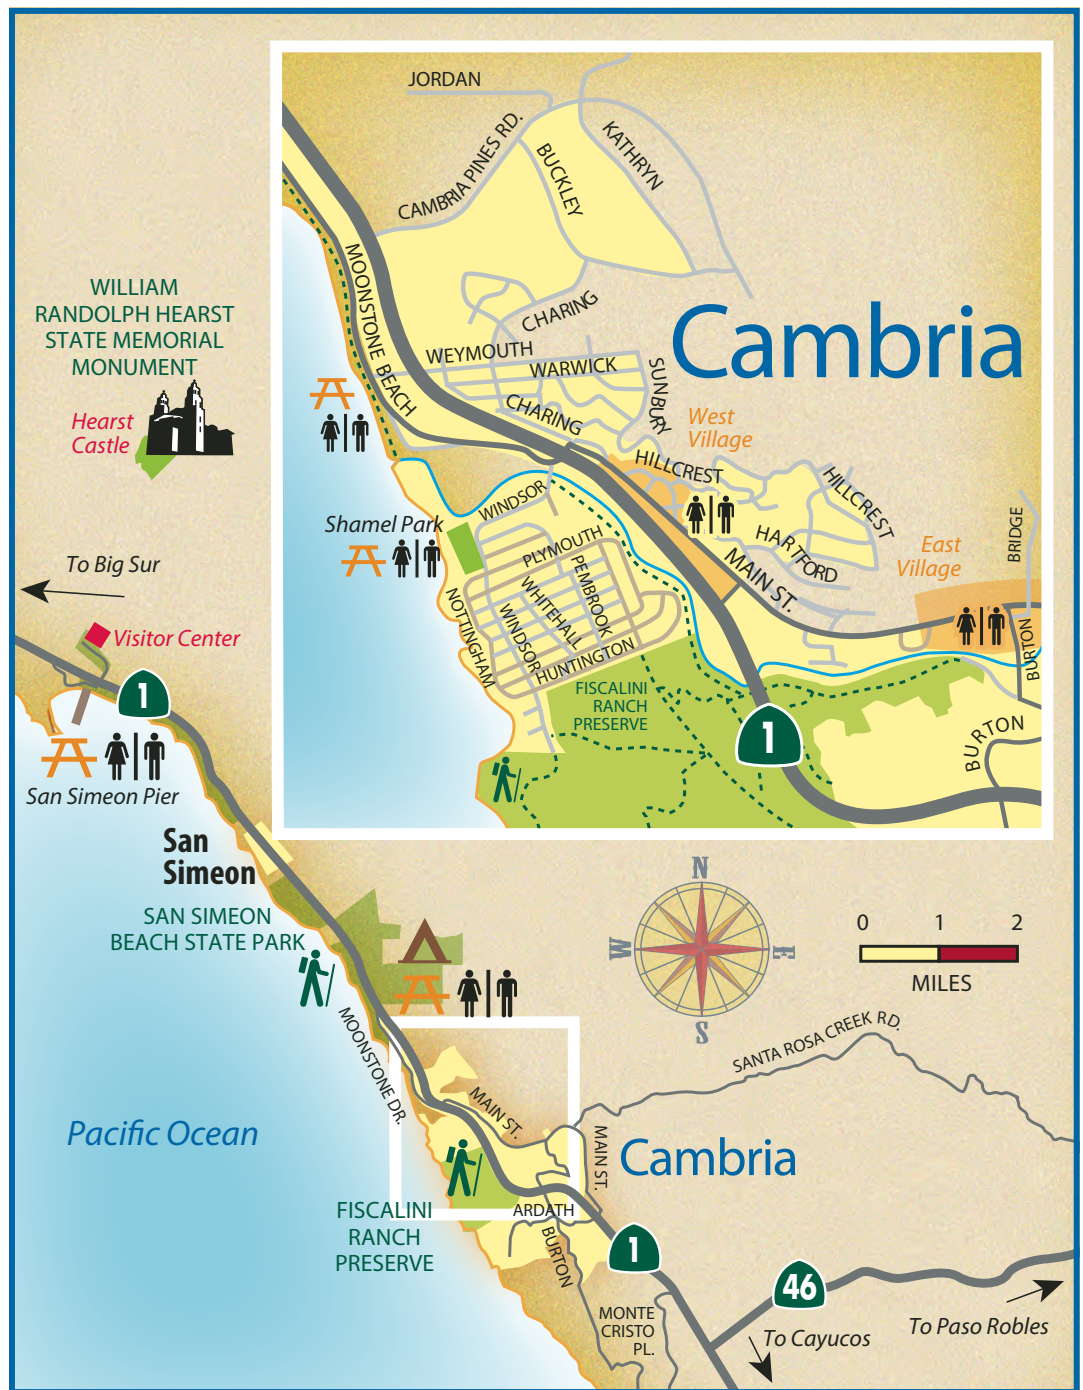 JORDAN
CAMBRIA PINES RD.
BUCKLEY
KATHRYN
MOONSTONE BEACH
CHARING
WEYMOUTH
WARWICK
SUNBURY
CHARING
Cambria
West
Village
HILLCREST
HILLCREST
HARTFORD
MAIN ST.
East
Village
BRIDGE
BURTON
BURTON
WINDSOR
Shamel Park
PLYMOUTH
PEMBROOK
WHITEHALL
WINDSOR
NOTTINGHAM
HUNTINGTON
FISCALINI
RANCH
PRESERVE
1
WILLIAM
RANDOLPH HEARST
STATE MEMORIAL
MONUMENT
Hearst
Castle
To Big Sur
Visitor Center
1
San Simeon Pier
San
Simeon
SAN SIMEON
BEACH STATE PARK
N
W
E
S
0 1 2
MILES
MOONSTONE DR.
SANTA ROSA CREEK RD.
MAIN ST.
MAIN ST.
Cambria
Pacific Ocean
FISCALINI
RANCH
PRESERVE
ARDATH
BURTON
1
46
MONTE
CRISTO
PL.
To Cayucos
To Paso Robles